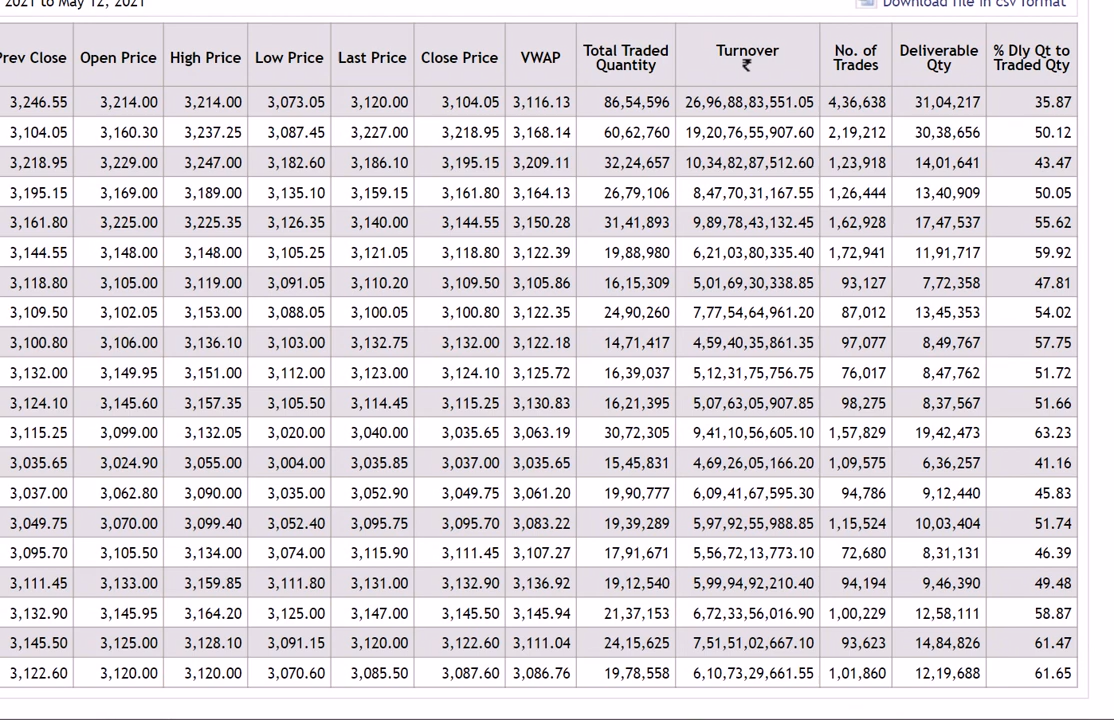 2021 to May 12, 2021 Download file in csv format
Prev Close Open Price High Price Low Price Last Price Close Price VWAP Total Traded Quantity Turnover ₹ No. of Trades Deliverable Qty % Dly Qt to Traded Qty
3,246.55 3,214.00 3,214.00 3,073.05 3,120.00 3,104.05 3,116.13 86,54,596 26,96,88,83,551.05 4,36,638 31,04,217 35.87
3,104.05 3,160.30 3,237.25 3,087.45 3,227.00 3,218.95 3,168.14 60,62,760 19,20,76,55,907.60 2,19,212 30,38,656 50.12
3,218.95 3,229.00 3,247.00 3,182.60 3,186.10 3,195.15 3,209.11 32,24,657 10,34,82,87,512.60 1,23,918 14,01,641 43.47
3,195.15 3,169.00 3,189.00 3,135.10 3,159.15 3,161.80 3,164.13 26,79,106 8,47,70,31,167.55 1,26,444 13,40,909 50.05
3,161.80 3,225.00 3,225.35 3,126.35 3,140.00 3,144.55 3,150.28 31,41,893 9,89,78,43,132.45 1,62,928 17,47,537 55.62
3,144.55 3,148.00 3,148.00 3,105.25 3,121.05 3,118.80 3,122.39 19,88,980 6,21,03,80,335.40 1,72,941 11,91,717 59.92
3,118.80 3,105.00 3,119.00 3,091.05 3,110.20 3,109.50 3,105.86 16,15,309 5,01,69,30,338.85 93,127 7,72,358 47.81
3,109.50 3,102.05 3,153.00 3,088.05 3,100.05 3,100.80 3,122.35 24,90,260 7,77,54,64,961.20 87,012 13,45,353 54.02
3,100.80 3,106.00 3,136.10 3,103.00 3,132.75 3,132.00 3,122.18 14,71,417 4,59,40,35,861.35 97,077 8,49,767 57.75
3,132.00 3,149.95 3,151.00 3,112.00 3,123.00 3,124.10 3,125.72 16,39,037 5,12,31,75,756.75 76,017 8,47,762 51.72
3,124.10 3,145.60 3,157.35 3,105.50 3,114.45 3,115.25 3,130.83 16,21,395 5,07,63,05,907.85 98,275 8,37,567 51.66
3,115.25 3,099.00 3,132.05 3,020.00 3,040.00 3,035.65 3,063.19 30,72,305 9,41,10,56,605.10 1,57,829 19,42,473 63.23
3,035.65 3,024.90 3,055.00 3,004.00 3,035.85 3,037.00 3,035.65 15,45,831 4,69,26,05,166.20 1,09,575 6,36,257 41.16
3,037.00 3,062.80 3,090.00 3,035.00 3,052.90 3,049.75 3,061.20 19,90,777 6,09,41,67,595.30 94,786 9,12,440 45.83
3,049.75 3,070.00 3,099.40 3,052.40 3,095.75 3,095.70 3,083.22 19,39,289 5,97,92,55,988.85 1,15,524 10,03,404 51.74
3,095.70 3,105.50 3,134.00 3,074.00 3,115.90 3,111.45 3,107.27 17,91,671 5,56,72,13,773.10 72,680 8,31,131 46.39
3,111.45 3,133.00 3,159.85 3,111.80 3,131.00 3,132.90 3,136.92 19,12,540 5,99,94,92,210.40 94,194 9,46,390 49.48
3,132.90 3,145.95 3,164.20 3,125.00 3,147.00 3,145.50 3,145.94 21,37,153 6,72,33,56,016.90 1,00,229 12,58,111 58.87
3,145.50 3,125.00 3,128.10 3,091.15 3,120.00 3,122.60 3,111.04 24,15,625 7,51,51,02,667.10 93,623 14,84,826 61.47
3,122.60 3,120.00 3,120.00 3,070.60 3,085.50 3,087.60 3,086.76 19,78,558 6,10,73,29,661.55 1,01,860 12,19,688 61.65